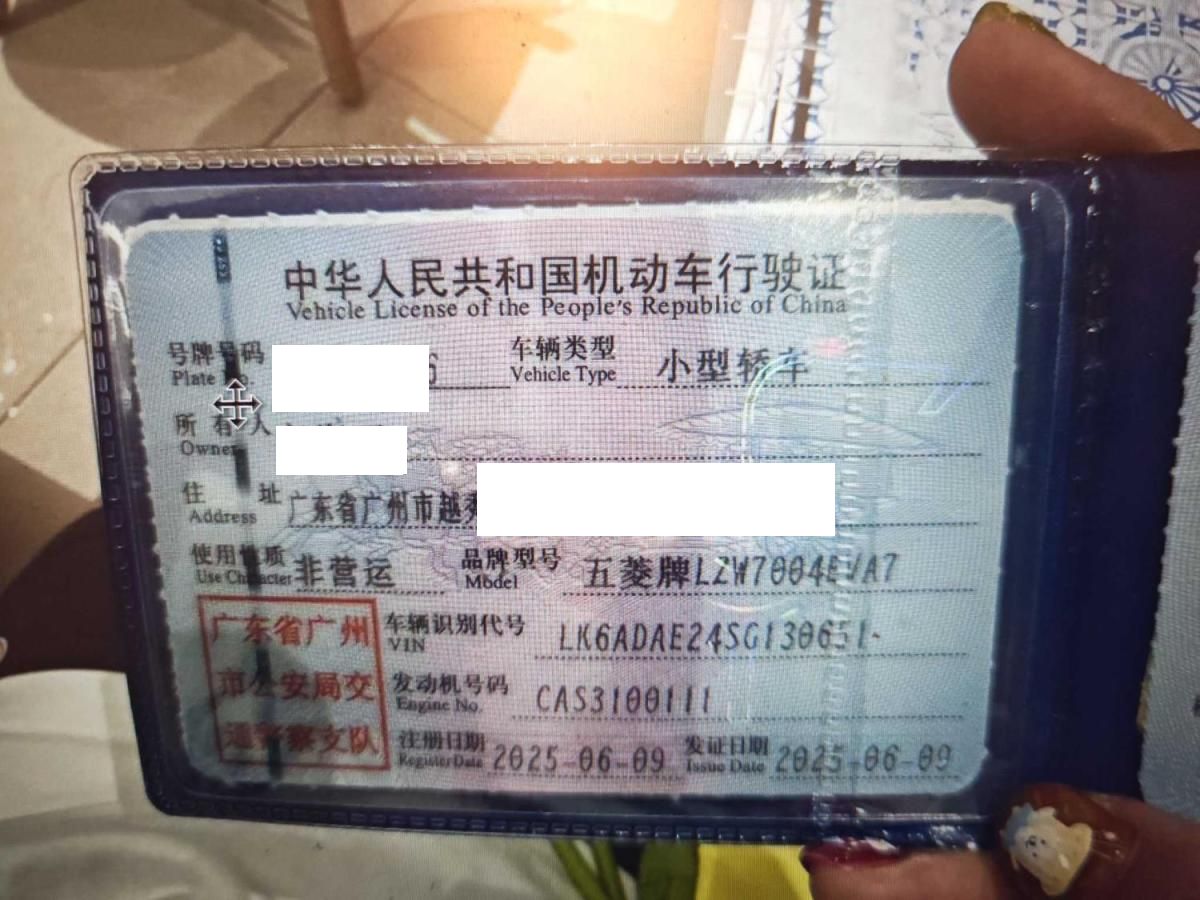 中华人民共和国机动车行驶证
Vehicle License of the People's Republic of China
号牌号码 6 车辆类型 小型轿车
Plate No. Vehicle Type
所有人
Owner
住址 广东省广州市越秀
Address
使用性质 非营运 品牌型号 五菱牌LZW7004EVA7
Use Character Model
广东省广州 车辆识别代号 LK6ADAE24SG130651
VIN
市公安局交 发动机号码 CAS3100111
Engine No.
通警察支队 注册日期 2025-06-09 发证日期 2025-06-09
Register Date Issue Date